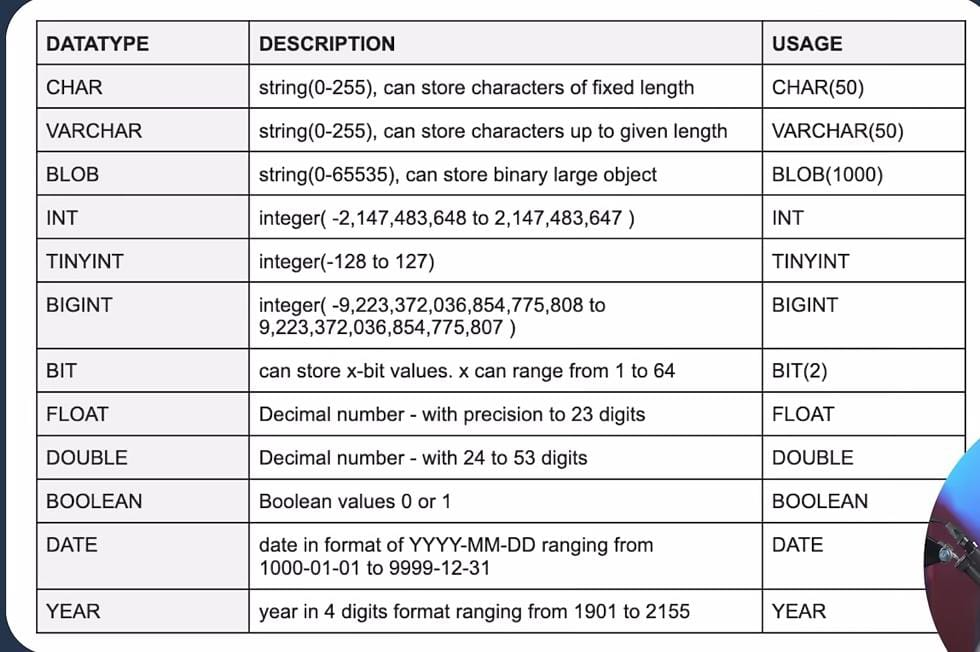 DATATYPE DESCRIPTION USAGE
CHAR string(0-255), can store characters of fixed length CHAR(50)
VARCHAR string(0-255), can store characters up to given length VARCHAR(50)
BLOB string(0-65535), can store binary large object BLOB(1000)
INT integer( -2,147,483,648 to 2,147,483,647 ) INT
TINYINT integer(-128 to 127) TINYINT
BIGINT integer( -9,223,372,036,854,775,808 to BIGINT
9,223,372,036,854,775,807 )
BIT can store x-bit values. x can range from 1 to 64 BIT(2)
FLOAT Decimal number - with precision to 23 digits FLOAT
DOUBLE Decimal number - with 24 to 53 digits DOUBLE
BOOLEAN Boolean values 0 or 1 BOOLEAN
DATE date in format of YYYY-MM-DD ranging from DATE
1000-01-01 to 9999-12-31
YEAR year in 4 digits format ranging from 1901 to 2155 YEAR